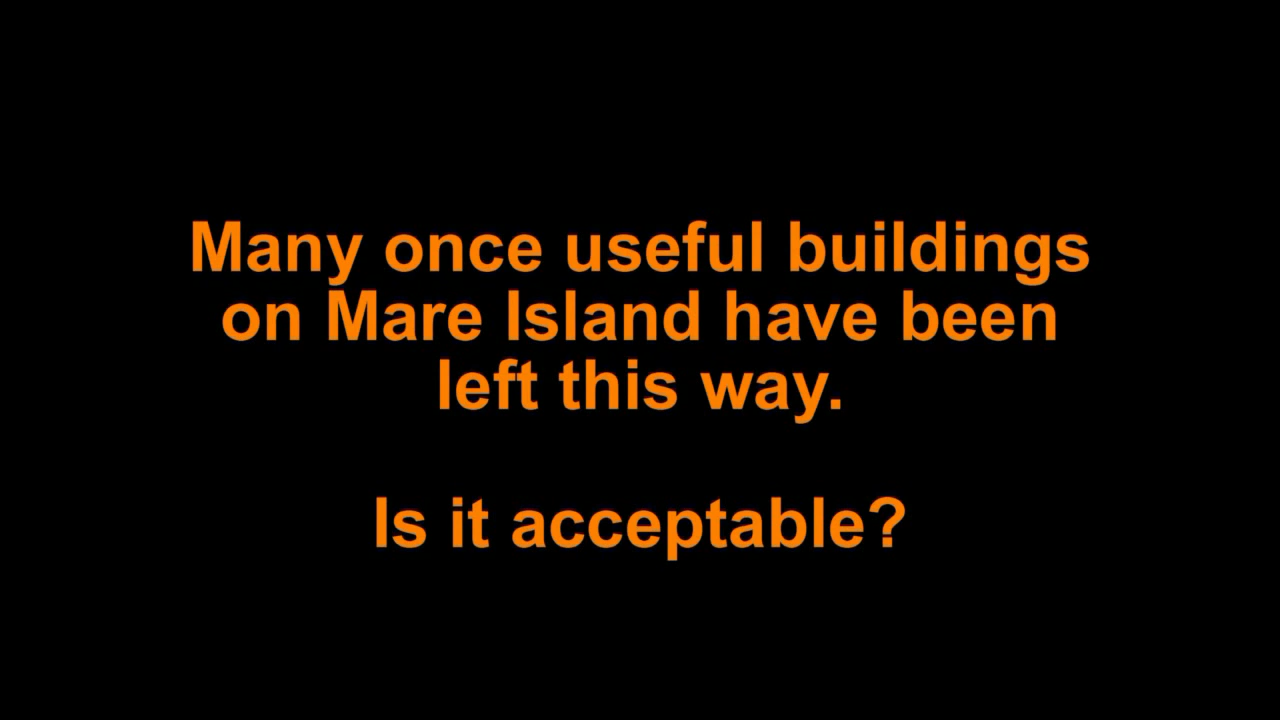 Many once useful buildings
on Mare Island have been
left this way.
Is it acceptable?